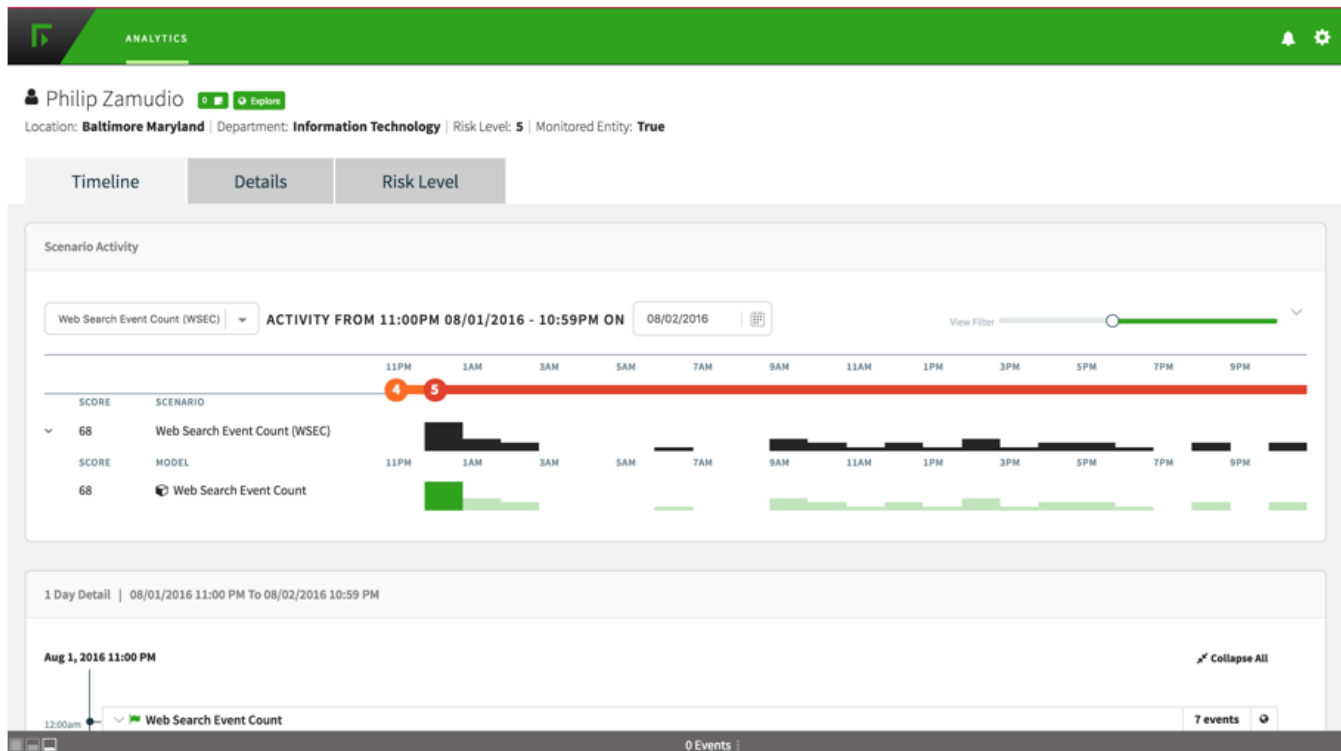 ANALYTICS
Philip Zamudio 0 Explore
Location: Baltimore Maryland | Department: Information Technology | Risk Level: 5 | Monitored Entity: True
Timeline Details Risk Level
Scenario Activity
Web Search Event Count (WSEC) ACTIVITY FROM 11:00PM 08/01/2016 - 10:59PM ON 08/02/2016 View Filter
11PM 1AM 3AM 5AM 7AM 9AM 11AM 1PM 3PM 5PM 7PM 9PM
4 5
SCORE SCENARIO
68 Web Search Event Count (WSEC)
SCORE MODEL 11PM 1AM 3AM 5AM 7AM 9AM 11AM 1PM 3PM 5PM 7PM 9PM
68 Web Search Event Count
1 Day Detail | 08/01/2016 11:00 PM To 08/02/2016 10:59 PM
Aug 1, 2016 11:00 PM Collapse All
12:00am Web Search Event Count 7 events
0 Events